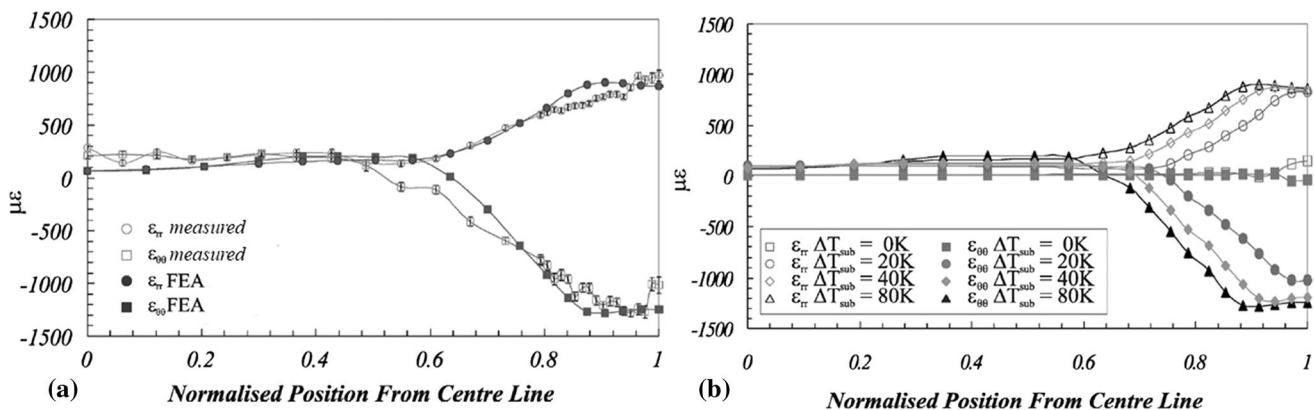 1500
1000
500
0
-500
-1000
-1500
με
ε_rr measured
ε_θθ measured
ε_rr FEA
ε_θθ FEA
0 0.2 0.4 0.6 0.8 1
(a) Normalised Position From Centre Line
1500
1000
500
0
-500
-1000
-1500
με
ε_rr ΔT_sub = 0K
ε_rr ΔT_sub = 20K
ε_rr ΔT_sub = 40K
ε_rr ΔT_sub = 80K
ε_θθ ΔT_sub = 0K
ε_θθ ΔT_sub = 20K
ε_θθ ΔT_sub = 40K
ε_θθ ΔT_sub = 80K
0 0.2 0.4 0.6 0.8 1
(b) Normalised Position From Centre Line